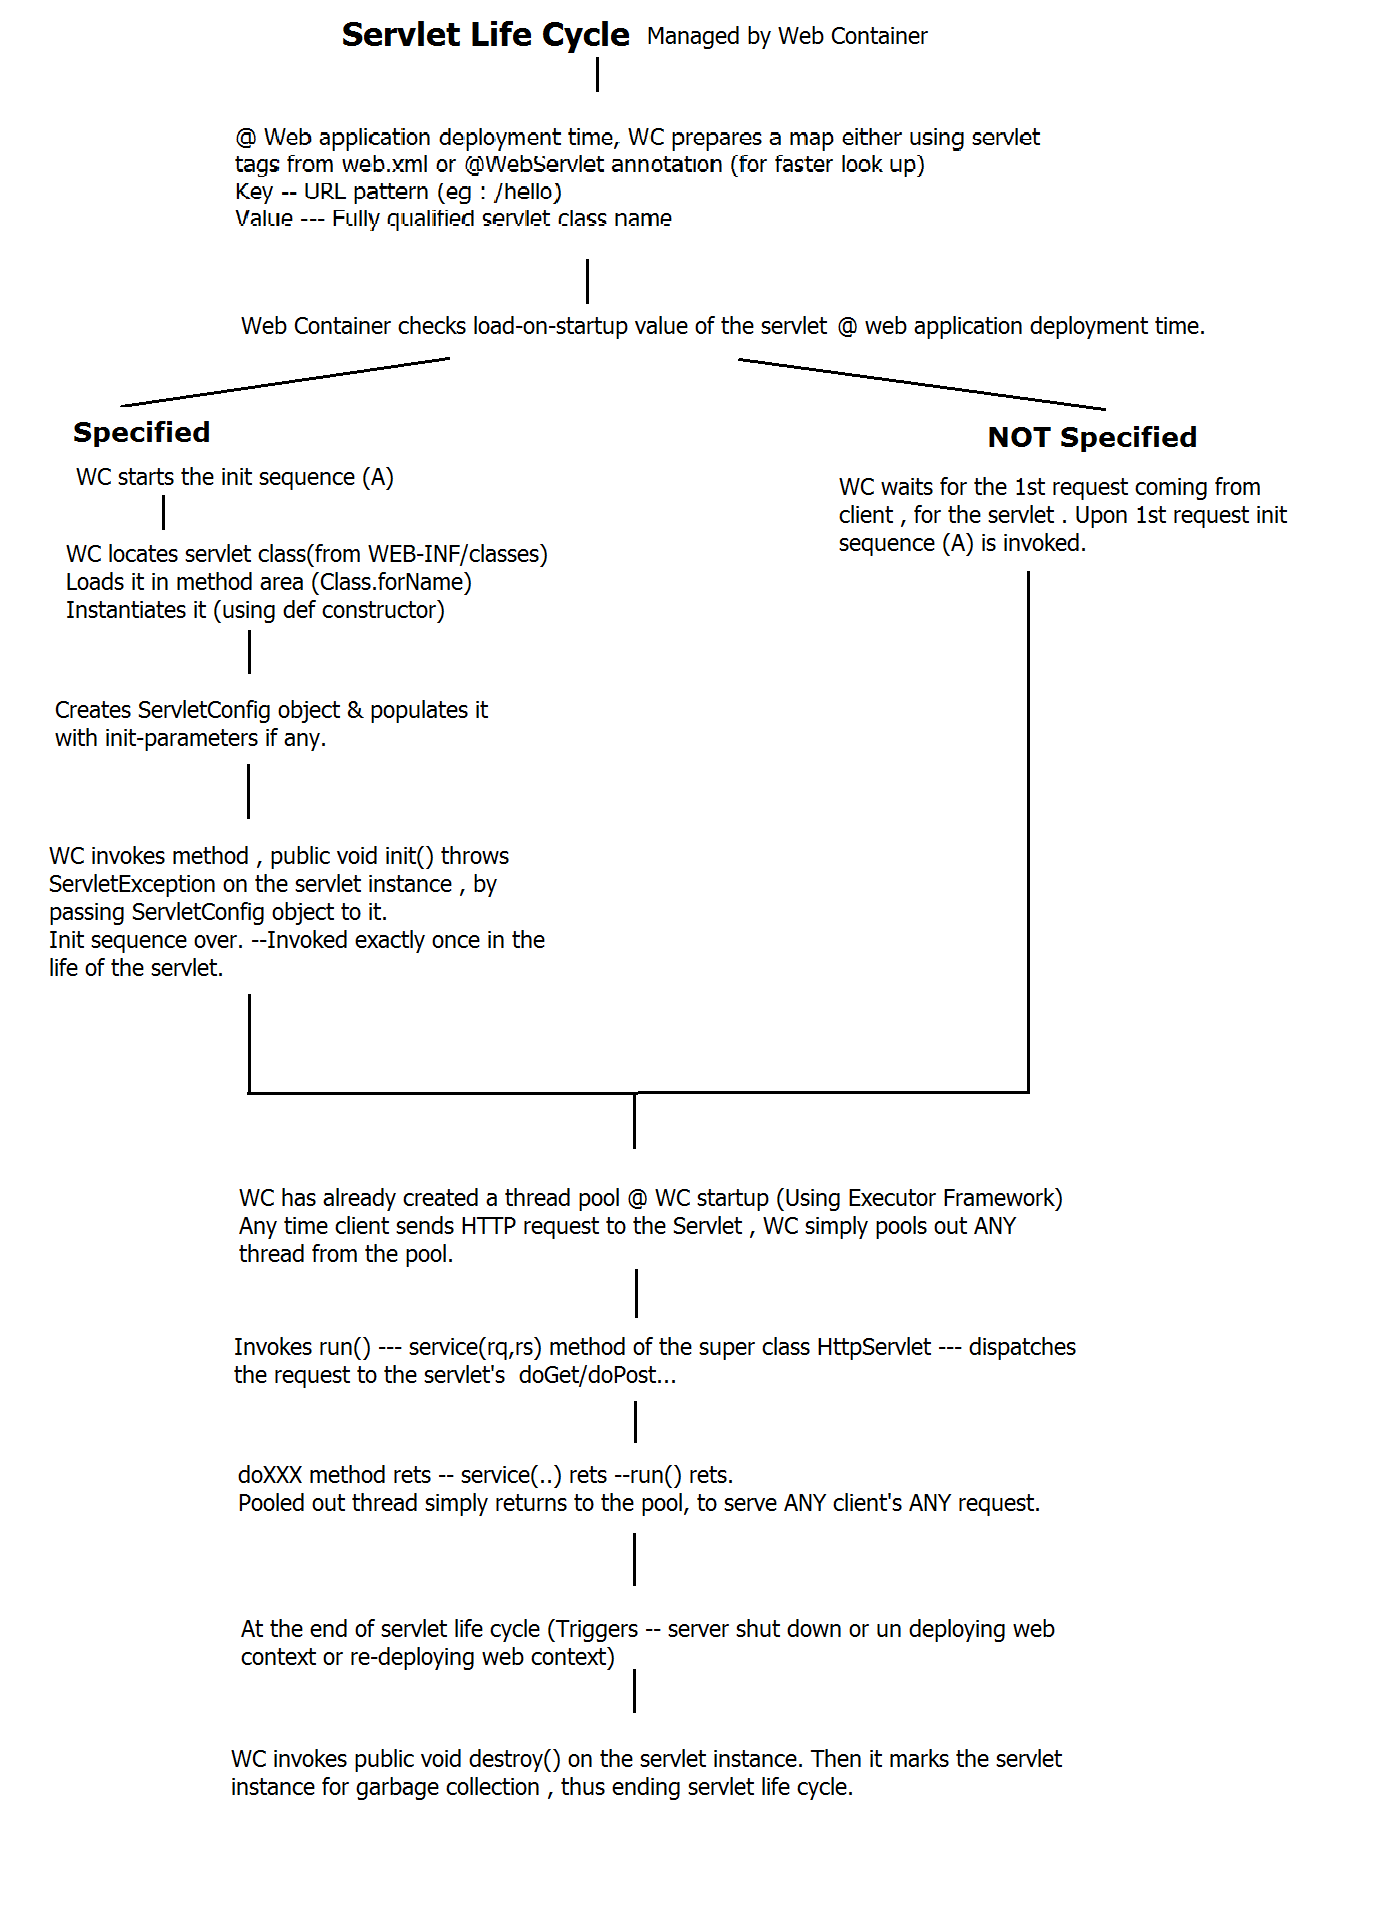 Servlet Life Cycle Managed by Web Container
@ Web application deployment time, WC prepares a map either using servlet
tags from web.xml or @WebServlet annotation (for faster look up)
Key -- URL pattern (eg : /hello)
Value --- Fully qualified servlet class name
Web Container checks load-on-startup value of the servlet @ web application deployment time.
Specified
WC starts the init sequence (A)
WC locates servlet class(from WEB-INF/classes)
Loads it in method area (Class.forName)
Instantiates it (using def constructor)
Creates ServletConfig object & populates it
with init-parameters if any.
WC invokes method , public void init() throws
ServletException on the servlet instance , by
passing ServletConfig object to it.
Init sequence over. --Invoked exactly once in the
life of the servlet.
NOT Specified
WC waits for the 1st request coming from
client , for the servlet . Upon 1st request init
sequence (A) is invoked.
WC has already created a thread pool @ WC startup (Using Executor Framework)
Any time client sends HTTP request to the Servlet , WC simply pools out ANY
thread from the pool.
Invokes run() --- service(rq,rs) method of the super class HttpServlet --- dispatches
the request to the servlet's doGet/doPost...
doXXX method rets -- service(..) rets --run() rets.
Pooled out thread simply returns to the pool, to serve ANY client's ANY request.
At the end of servlet life cycle (Triggers -- server shut down or un deploying web
context or re-deploying web context)
WC invokes public void destroy() on the servlet instance. Then it marks the servlet
instance for garbage collection , thus ending servlet life cycle.